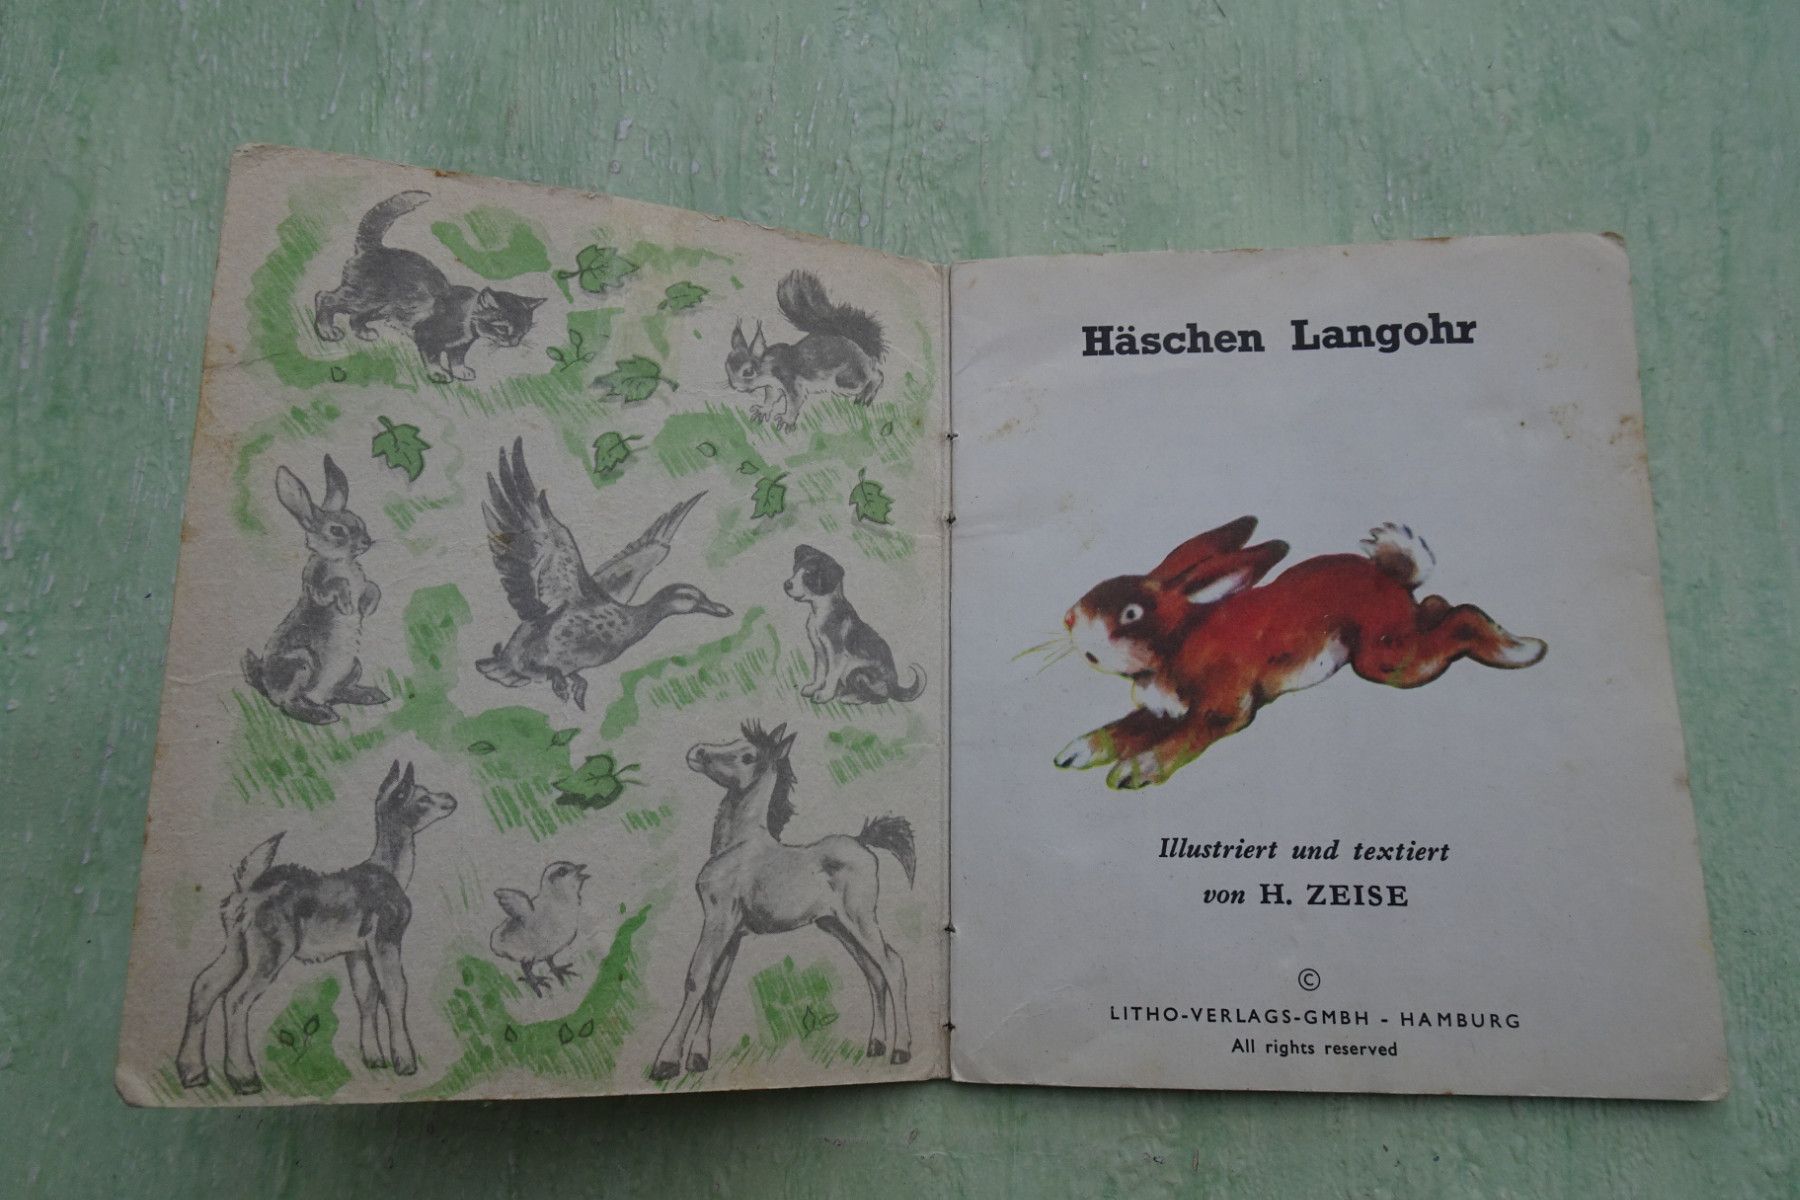 Häschen Langohr
Illustriert und textiert
von H. ZEISE
©
LITHO-VERLAGS-GMBH - HAMBURG
All rights reserved